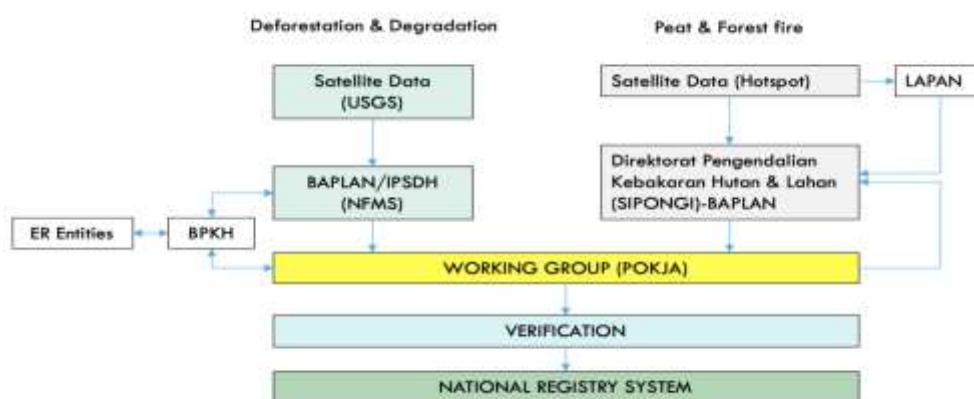 Deforestation & Degradation
Peat & Forest fire
Satellite Data
(USGS)
Satellite Data (Hotspot)
LAPAN
BAPLAN/IPSDH
(NFMS)
Direktorat Pengendalian
Kebakaran Hutan & Lahan
(SIPONGI)-BAPLAN
ER Entities
BPKH
WORKING GROUP (POKJA)
VERIFICATION
NATIONAL REGISTRY SYSTEM